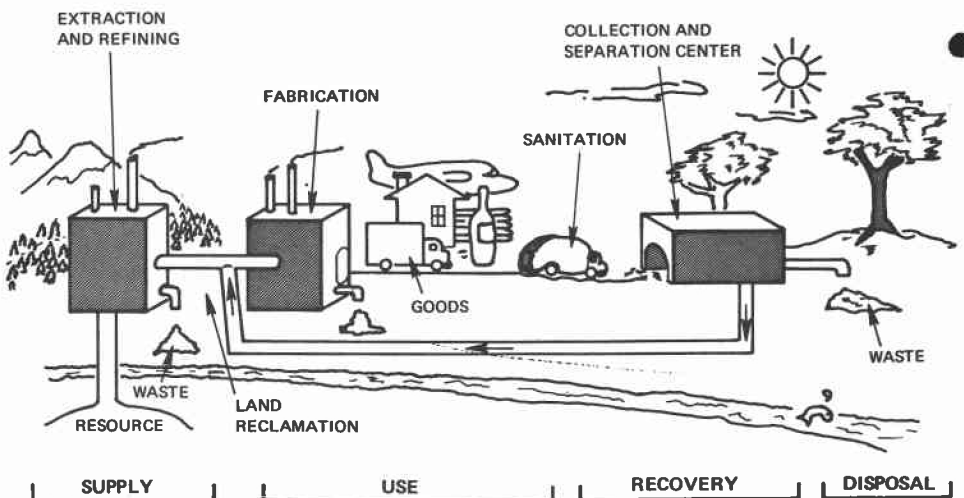 EXTRACTION
AND REFINING
COLLECTION AND
SEPARATION CENTER
FABRICATION
SANITATION
GOODS
WASTE
WASTE
LAND
RECLAMATION
RESOURCE
SUPPLY
USE
RECOVERY
DISPOSAL